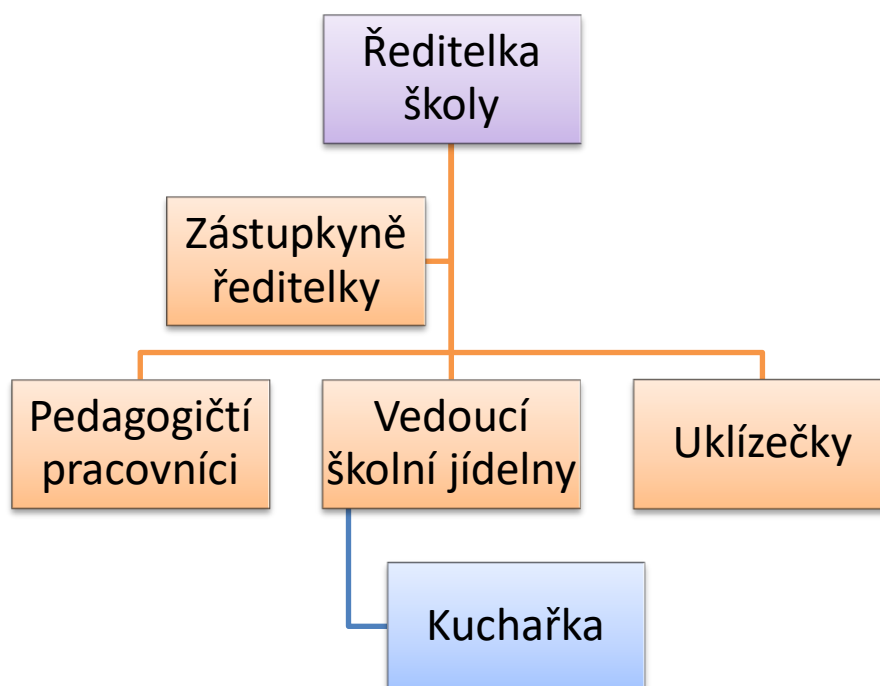 Ředitelka
školy
Zástupkyně
ředitelky
Pedagogičtí
pracovníci
Vedoucí
školní jídelny
Uklízečky
Kuchařka